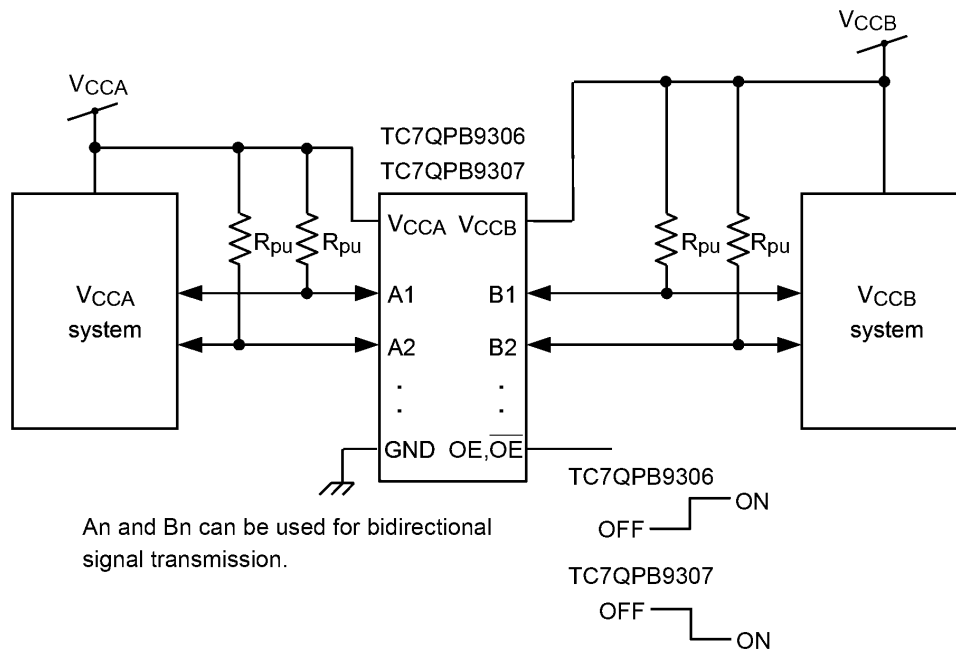 VCCB
VCCA
TC7QPB9306
TC7QPB9307
VCCA VCCB
Rpu Rpu Rpu Rpu
VCCA
system
A1 B1
A2 B2
VCCB
system
GND OE,OE
TC7QPB9306
OFF ON
TC7QPB9307
OFF ON
An and Bn can be used for bidirectional
signal transmission.